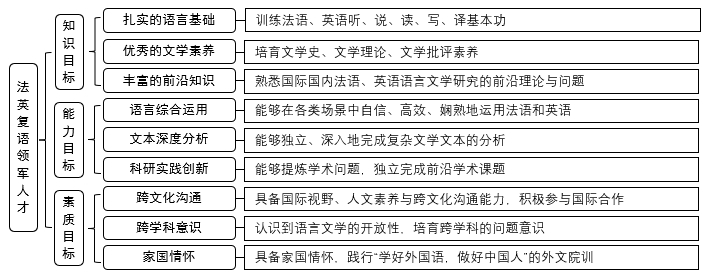 法英复语领军人才
知识目标
扎实的语言基础
训练法语、英语听、说、读、写、译基本功
优秀的文学素养
培育文学史、文学理论、文学批评素养
丰富的前沿知识
熟悉国际国内法语、英语语言文学研究的前沿理论与问题
能力目标
语言综合运用
能够在各类场景中自信、高效、娴熟地运用法语和英语
文本深度分析
能够独立、深入地完成复杂文学文本的分析
科研实践创新
能够提炼学术问题，独立完成前沿学术课题
素质目标
跨文化沟通
具备国际视野、人文素养与跨文化沟通能力，积极参与国际合作
跨学科意识
认识到语言文学的开放性，培育跨学科的问题意识
家国情怀
具备家国情怀，践行“学好外国语，做好中国人”的外文院训